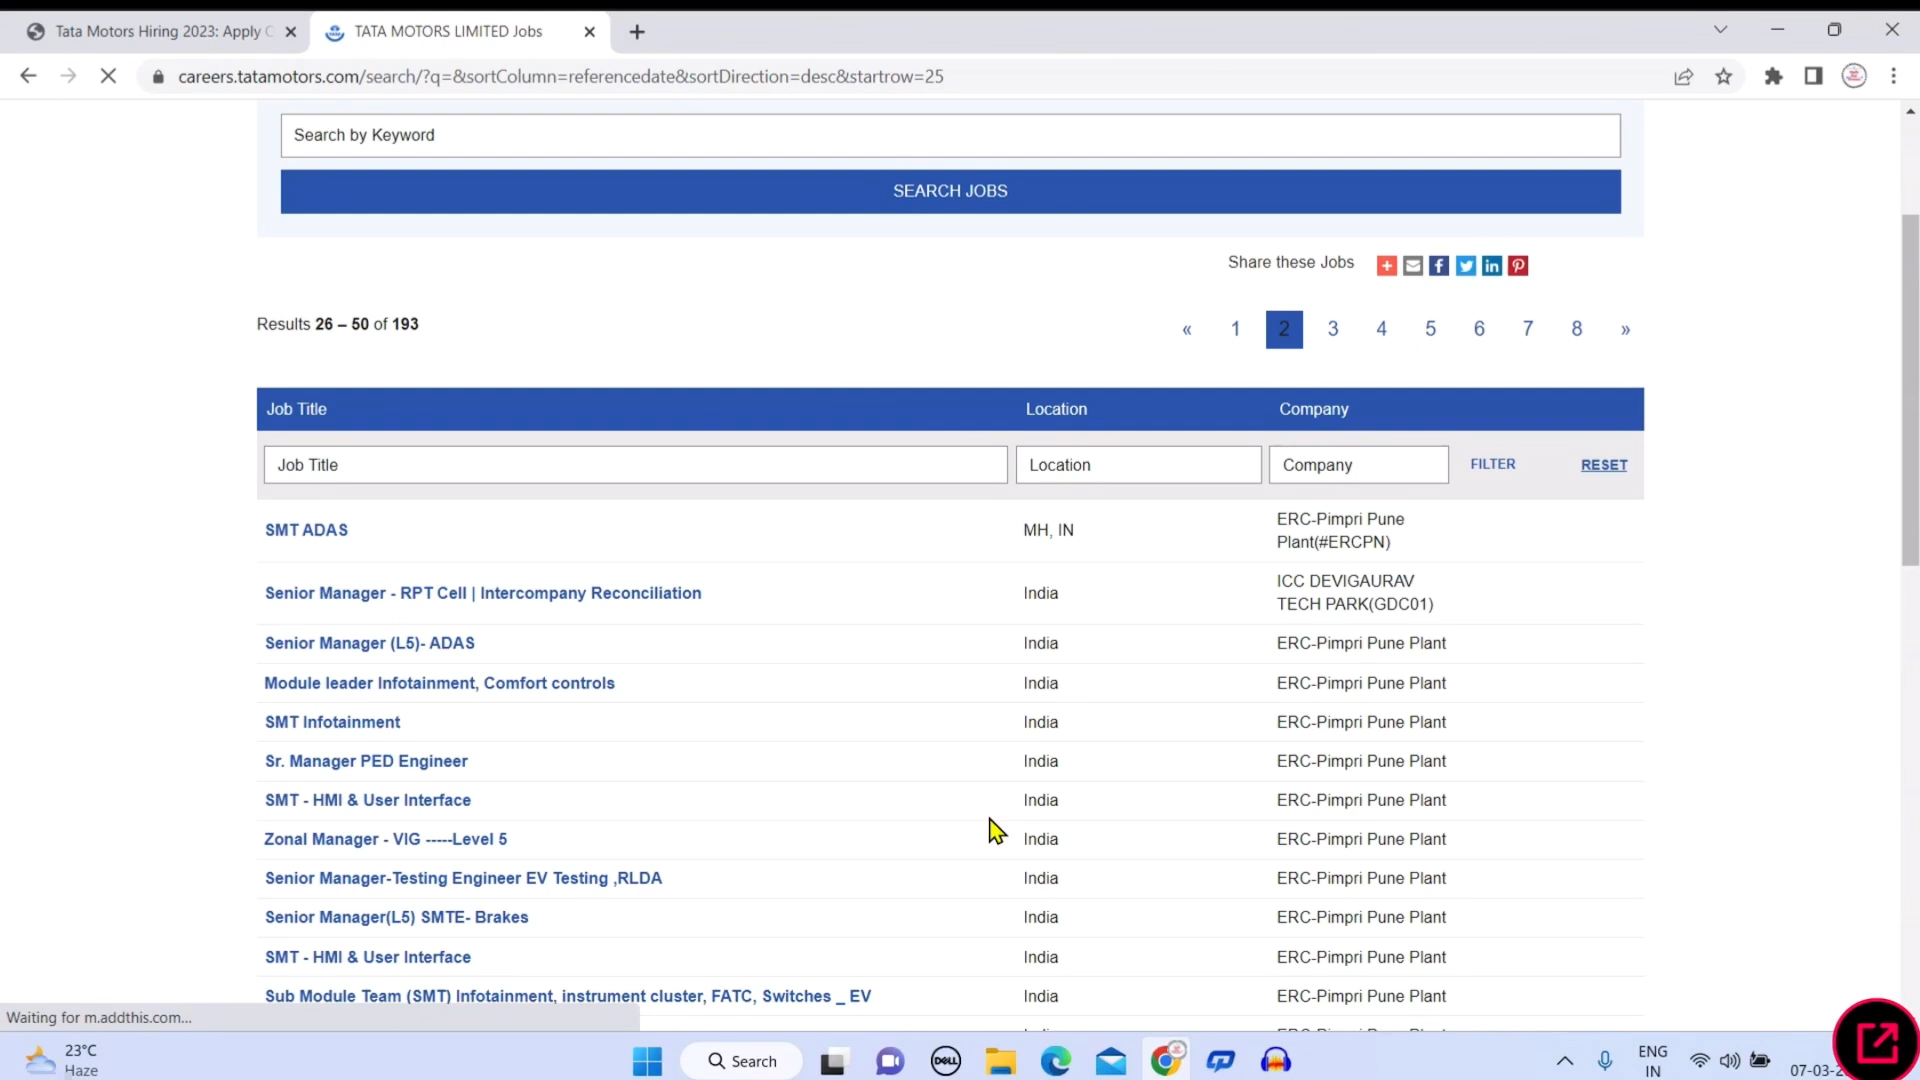 Tata Motors Hiring 2023: Apply
TATA MOTORS LIMITED Jobs
careers.tatamotors.com/search/?q=&sortColumn=referencedate&sortDirection=desc&startrow=25
Search by Keyword
SEARCH JOBS
Share these Jobs
Results 26 – 50 of 193
« 1 2 3 4 5 6 7 8 »
Job Title Location Company
Job Title Location Company FILTER RESET
SMT ADAS MH, IN ERC-Pimpri Pune
Plant(#ERCPN)
Senior Manager - RPT Cell | Intercompany Reconciliation India ICC DEVIGAURAV
TECH PARK(GDC01)
Senior Manager (L5)- ADAS India ERC-Pimpri Pune Plant
Module leader Infotainment, Comfort controls India ERC-Pimpri Pune Plant
SMT Infotainment India ERC-Pimpri Pune Plant
Sr. Manager PED Engineer India ERC-Pimpri Pune Plant
SMT - HMI & User Interface India ERC-Pimpri Pune Plant
Zonal Manager - VIG -----Level 5 India ERC-Pimpri Pune Plant
Senior Manager-Testing Engineer EV Testing ,RLDA India ERC-Pimpri Pune Plant
Senior Manager(L5) SMTE- Brakes India ERC-Pimpri Pune Plant
SMT - HMI & User Interface India ERC-Pimpri Pune Plant
Sub Module Team (SMT) Infotainment, instrument cluster, FATC, Switches _ EV India ERC-Pimpri Pune Plant
Waiting for m.addthis.com...
23°C
Haze
Search
DELL
ENG
IN
07-03-2